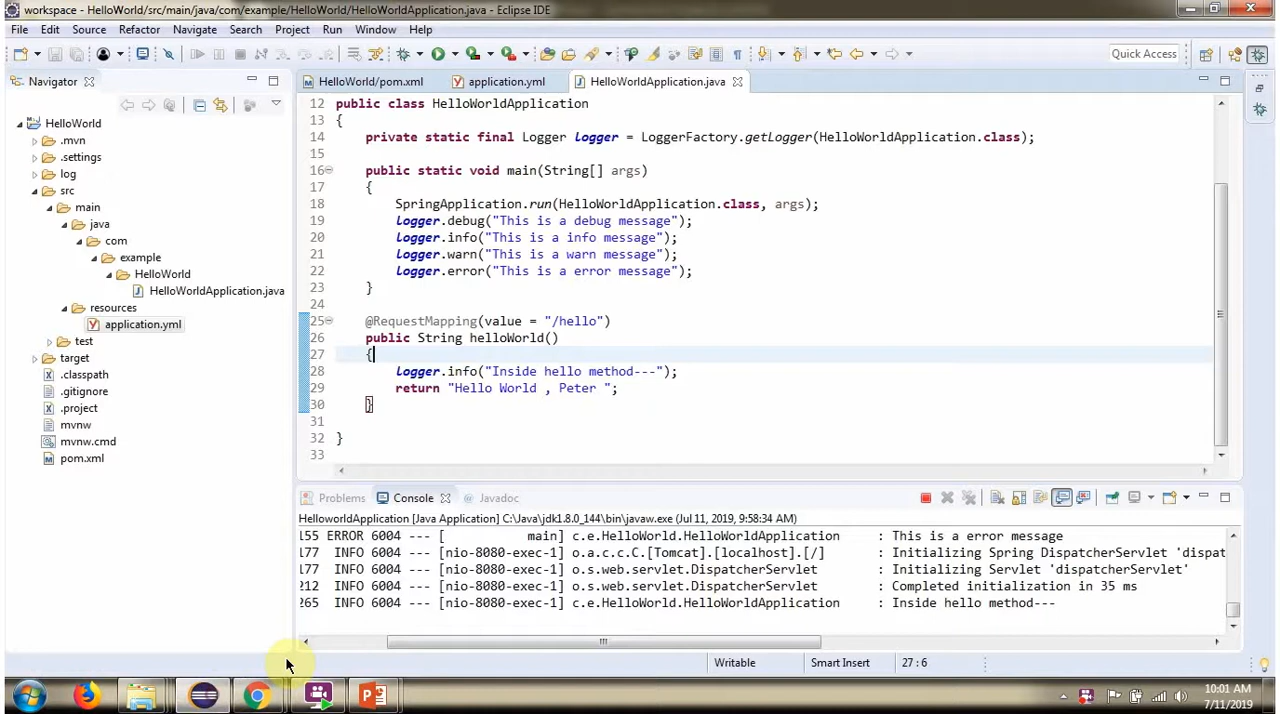 workspace - HelloWorld/src/main/java/com/example/HelloWorld/HelloWorldApplication.java - Eclipse IDE
File Edit Source Refactor Navigate Search Project Run Window Help
Quick Access
Navigator
HelloWorld/pom.xml application.yml HelloWorldApplication.java
HelloWorld
.mvn
.settings
log
src
main
java
com
example
HelloWorld
HelloWorldApplication.java
resources
application.yml
test
target
.classpath
.gitignore
.project
mvnw
mvnw.cmd
pom.xml
12 public class HelloWorldApplication
13 {
14 private static final Logger logger = LoggerFactory.getLogger(HelloWorldApplication.class);
15
16 public static void main(String[] args)
17 {
18 SpringApplication.run(HelloWorldApplication.class, args);
19 logger.debug("This is a debug message");
20 logger.info("This is a info message");
21 logger.warn("This is a warn message");
22 logger.error("This is a error message");
23 }
24
25 @RequestMapping(value = "/hello")
26 public String helloWorld()
27 {
28 logger.info("Inside hello method---");
29 return "Hello World , Peter ";
30 }
31
32 }
33
Problems Console Javadoc
HelloworldApplication [Java Application] C:\Java\jdk1.8.0_144\bin\javaw.exe (Jul 11, 2019, 9:58:34 AM)
155 ERROR 6004 --- [ main] c.e.HelloWorld.HelloWorldApplication : This is a error message
177 INFO 6004 --- [nio-8080-exec-1] o.a.c.c.C.[Tomcat].[localhost].[/] : Initializing Spring DispatcherServlet 'dispat
177 INFO 6004 --- [nio-8080-exec-1] o.s.web.servlet.DispatcherServlet : Initializing Servlet 'dispatcherServlet'
212 INFO 6004 --- [nio-8080-exec-1] o.s.web.servlet.DispatcherServlet : Completed initialization in 35 ms
265 INFO 6004 --- [nio-8080-exec-1] c.e.HelloWorld.HelloWorldApplication : Inside hello method---
Writable Smart Insert 27 : 6
10:01 AM
7/11/2019